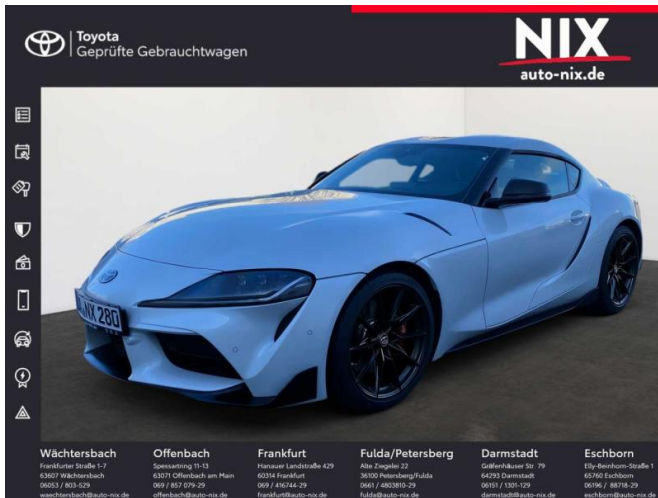 Toyota
Geprüfte Gebrauchtwagen
NIX
auto-nix.de
NX 280
Wächtersbach
Frankfurter Straße 1-7
63607 Wächtersbach
06053 / 803-529
waechtersbach@auto-nix.de
Offenbach
Spessartring 11-13
63071 Offenbach am Main
069 / 857 079-29
offenbach@auto-nix.de
Frankfurt
Hanauer Landstraße 429
60314 Frankfurt
069 / 416744-29
frankfurt@auto-nix.de
Fulda/Petersberg
Alte Ziegelei 22
36100 Petersberg/Fulda
0661 / 4803810-29
fulda@auto-nix.de
Darmstadt
Gräfenhäuser Str. 79
64293 Darmstadt
06151 / 1301-129
darmstadt@auto-nix.de
Eschborn
Elly-Beinhorn-Straße 1
65760 Eschborn
06196 / 88718-29
eschborn@auto-nix.de